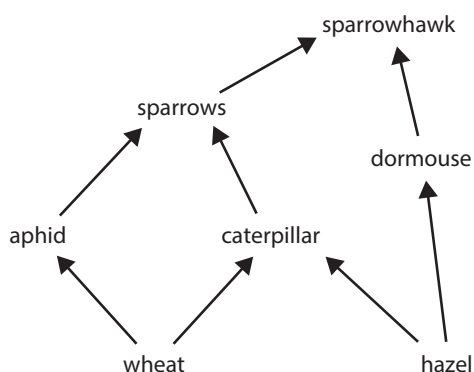 sparrowhawk
sparrows
dormouse
aphid
caterpillar
wheat
hazel